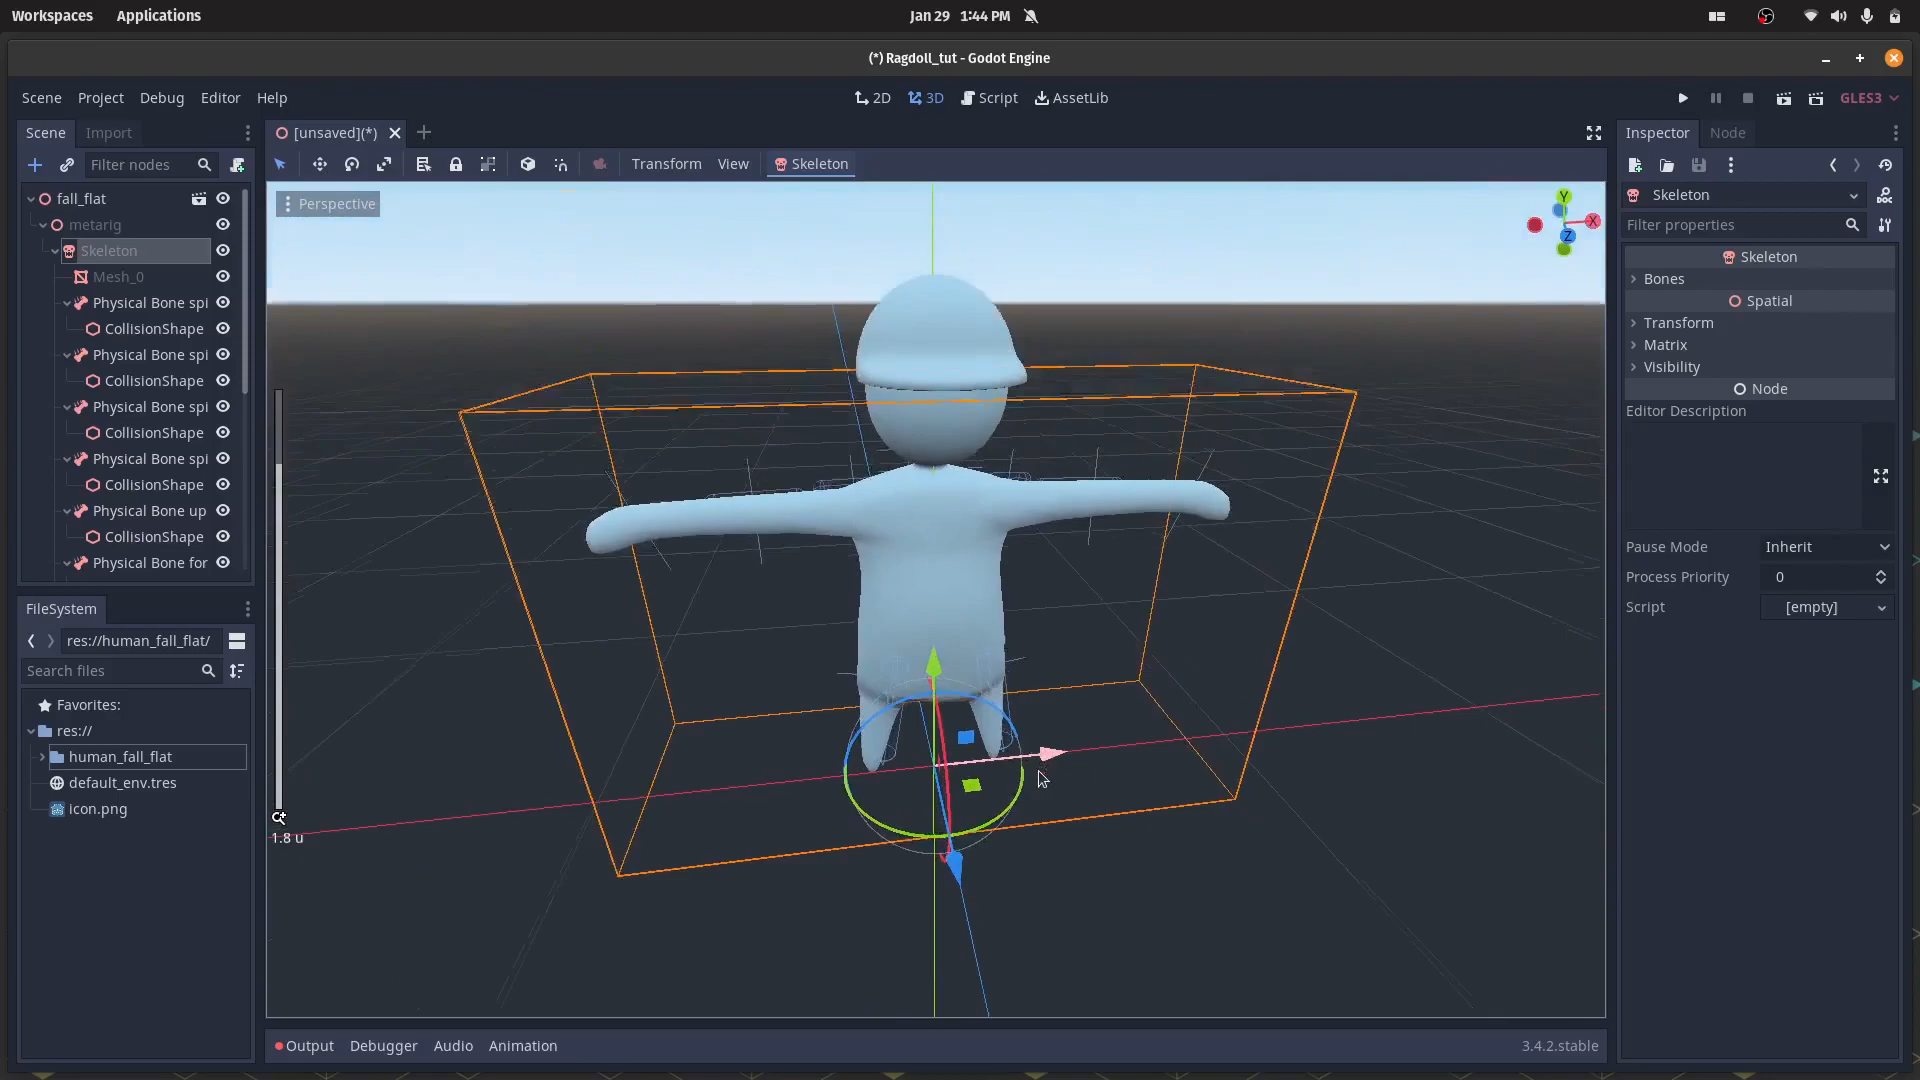 Workspaces Applications Jan 29 1:44 PM
(*) Ragdoll_tut - Godot Engine
Scene Project Debug Editor Help 2D 3D Script AssetLib GLES3
Scene Import
Filter nodes
fall_flat
metarig
Skeleton
Mesh_0
Physical Bone spi
CollisionShape
Physical Bone spi
CollisionShape
Physical Bone spi
CollisionShape
Physical Bone spi
CollisionShape
Physical Bone up
CollisionShape
Physical Bone for
FileSystem
res://human_fall_flat/
Search files
Favorites:
res://
human_fall_flat
default_env.tres
icon.png
[unsaved](*)
Transform View Skeleton
Perspective
Y
X
Z
1.8 u
Output Debugger Audio Animation 3.4.2.stable
Inspector Node
Skeleton
Filter properties
Skeleton
Bones
Spatial
Transform
Matrix
Visibility
Node
Editor Description
Pause Mode Inherit
Process Priority 0
Script [empty]